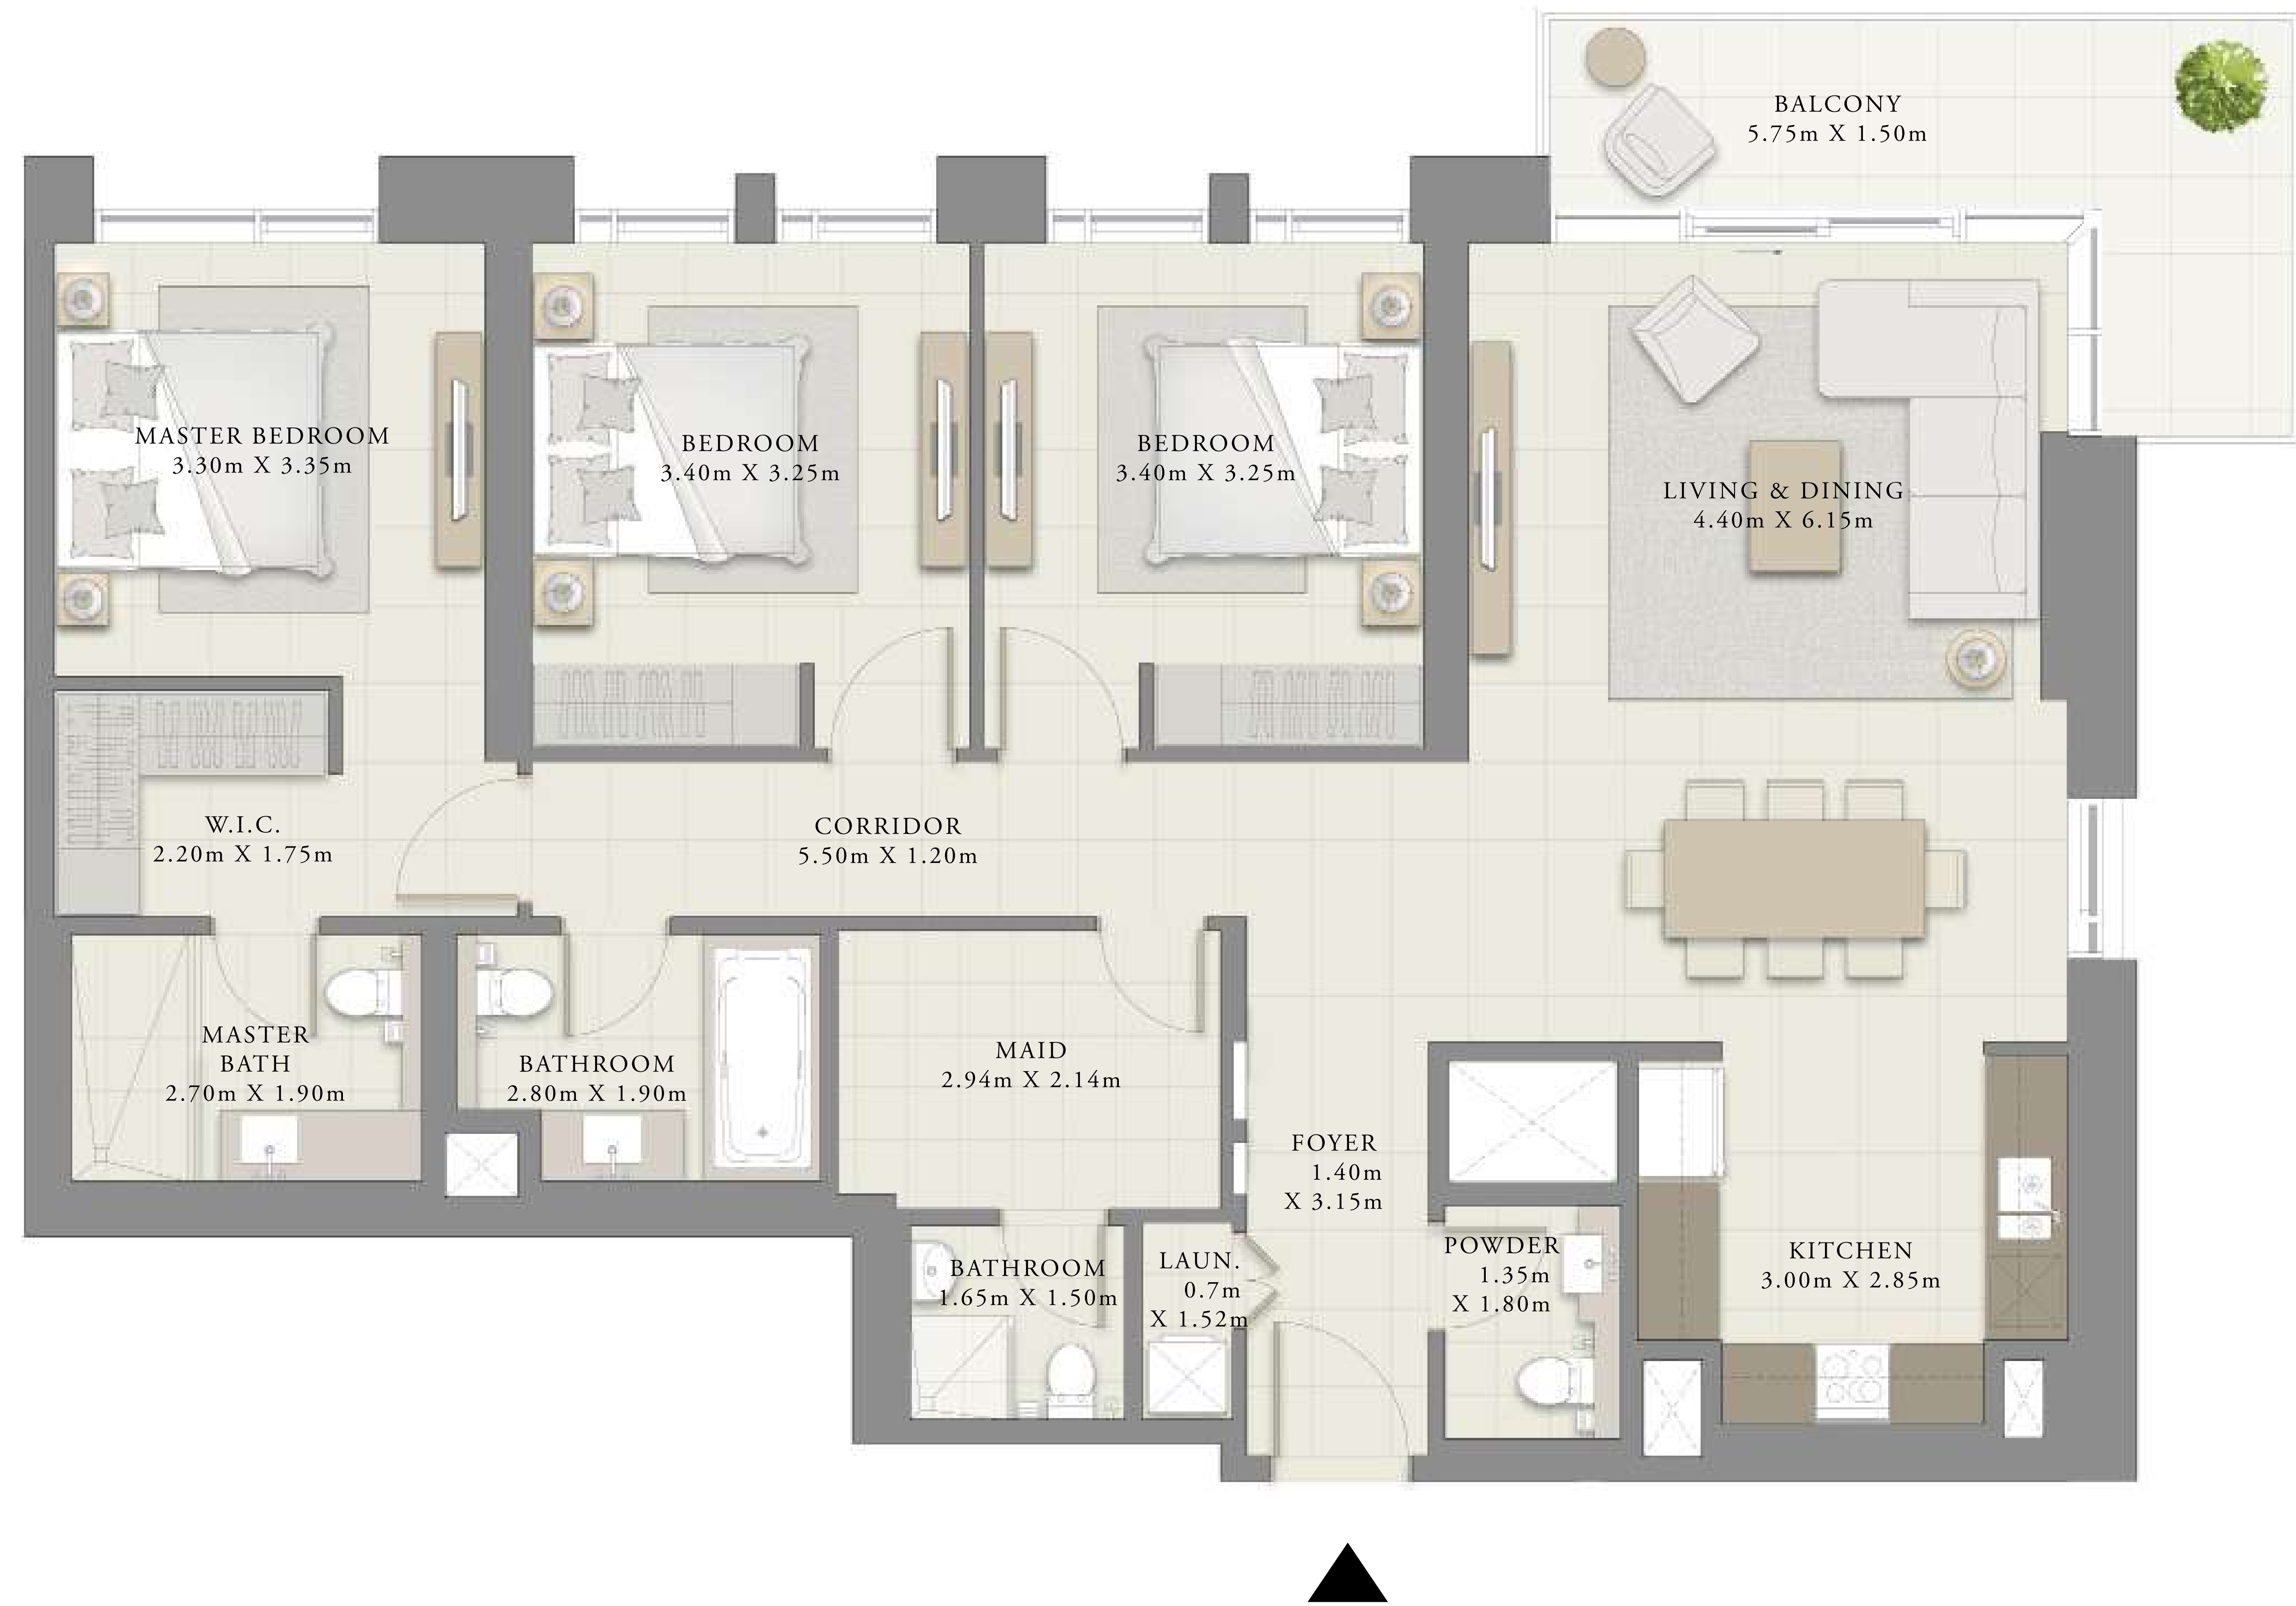 BALCONY
5.75m X 1.50m
MASTER BEDROOM
3.30m X 3.35m
BEDROOM
3.40m X 3.25m
BEDROOM
3.40m X 3.25m
LIVING & DINING
4.40m X 6.15m
W.I.C.
2.20m X 1.75m
CORRIDOR
5.50m X 1.20m
MASTER
BATH
2.70m X 1.90m
BATHROOM
2.80m X 1.90m
MAID
2.94m X 2.14m
FOYER
1.40m
X 3.15m
BATHROOM
1.65m X 1.50m
LAUN.
0.7m
X 1.52m
POWDER
1.35m
X 1.80m
KITCHEN
3.00m X 2.85m